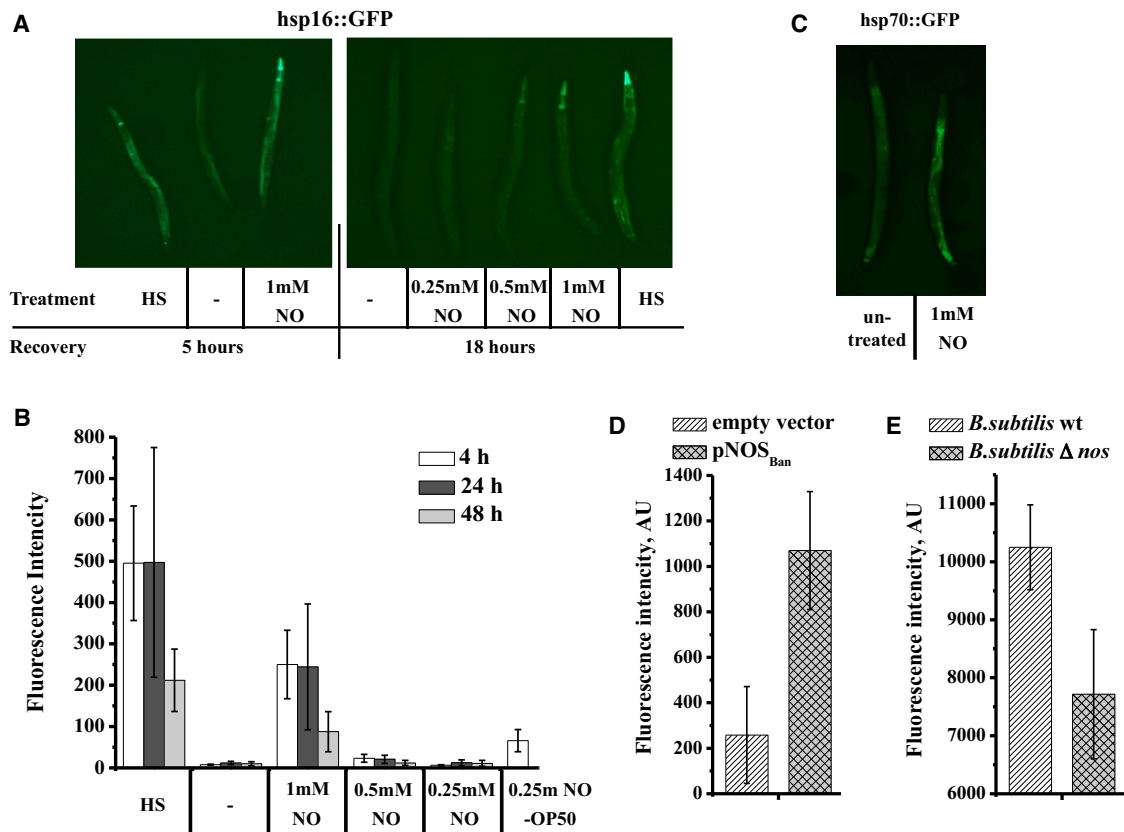 A
hsp16::GFP
Treatment
HS
-
1mM
NO
-
0.25mM
NO
0.5mM
NO
1mM
NO
HS
Recovery
5 hours
18 hours
C
hsp70::GFP
un-
treated
1mM
NO
B
Fluorescence Intencity
800
700
600
500
400
300
200
100
0
4 h
24 h
48 h
HS
-
1mM
NO
0.5mM
NO
0.25mM
NO
0.25m NO
-OP50
D
empty vector
pNOSBan
Fluorescence intencity, AU
1400
1200
1000
800
600
400
200
0
E
B.subtilis wt
B.subtilis Δ nos
Fluorescence intencity, AU
11000
10000
9000
8000
7000
6000